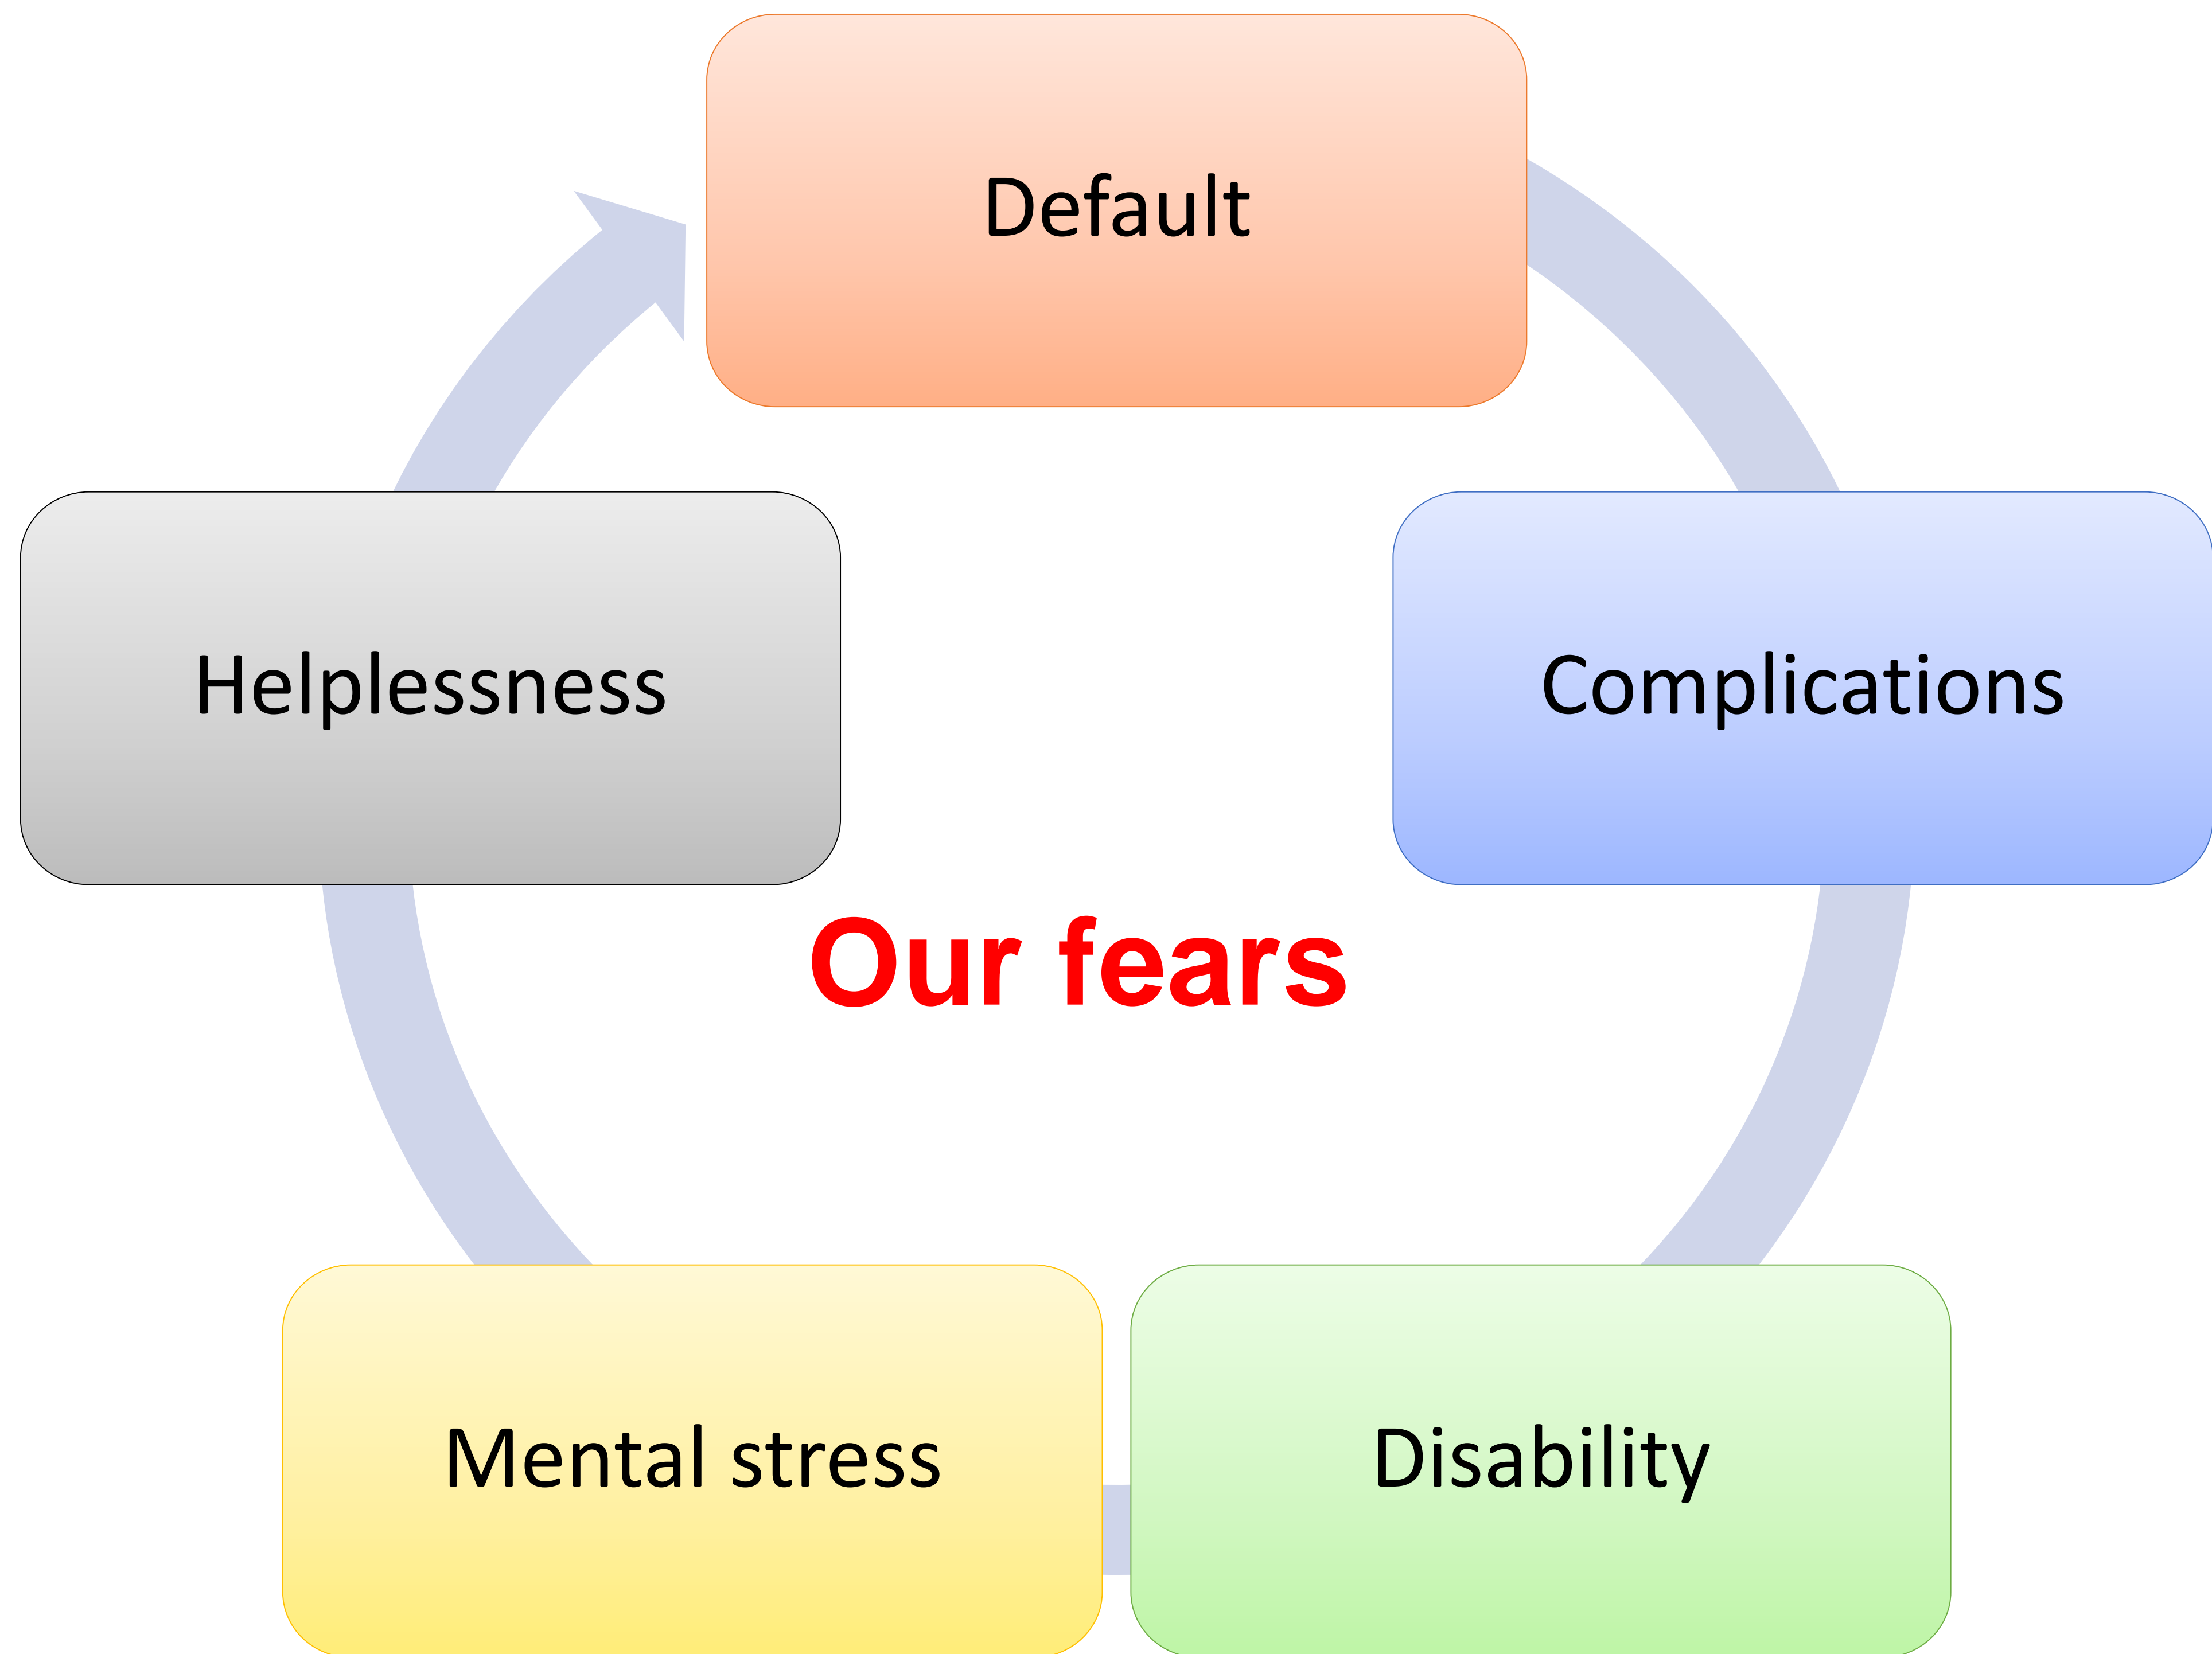 Default
Helplessness
Complications
Our fears
Mental stress
Disability